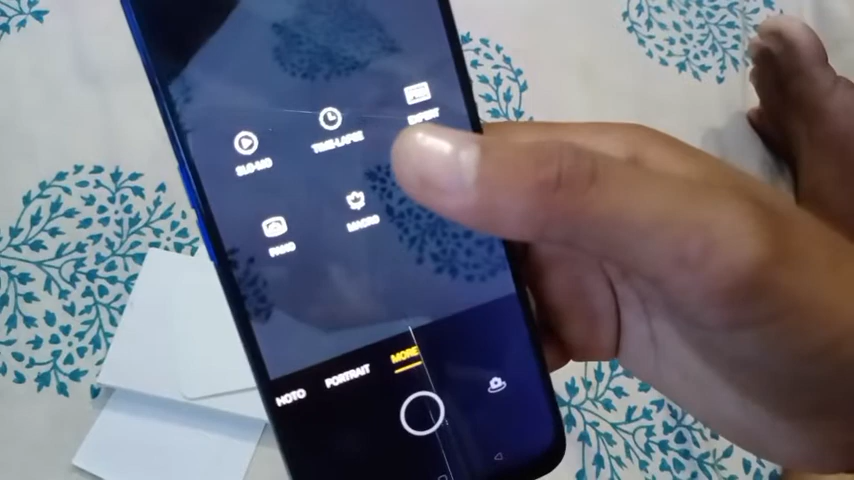 SLO-MO
TIME-LAPSE
EXPERT
PANO
MACRO
HOTO
PORTRAIT
MORE